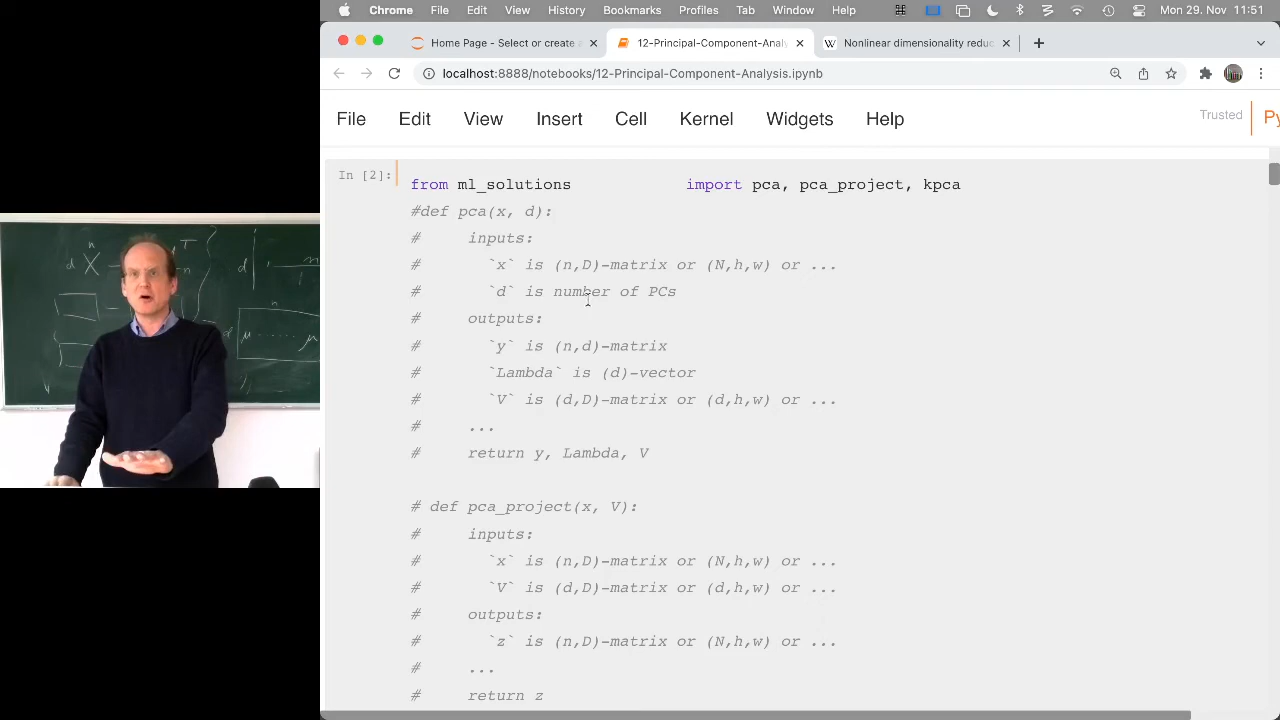 Chrome File Edit View History Bookmarks Profiles Tab Window Help Mon 29. Nov 11:51
Home Page - Select or create a
12-Principal-Component-Analy
W Nonlinear dimensionality reduc
localhost:8888/notebooks/12-Principal-Component-Analysis.ipynb
File Edit View Insert Cell Kernel Widgets Help Trusted Py
In [2]:
from ml_solutions import pca, pca_project, kpca
#def pca(x, d):
# inputs:
# `x` is (n,D)-matrix or (N,h,w) or ...
# `d` is number of PCs
# outputs:
# `y` is (n,d)-matrix
# `Lambda` is (d)-vector
# `V` is (d,D)-matrix or (d,h,w) or ...
# ...
# return y, Lambda, V
# def pca_project(x, V):
# inputs:
# `x` is (n,D)-matrix or (N,h,w) or ...
# `V` is (d,D)-matrix or (d,h,w) or ...
# outputs:
# `z` is (n,D)-matrix or (N,h,w) or ...
# ...
# return z